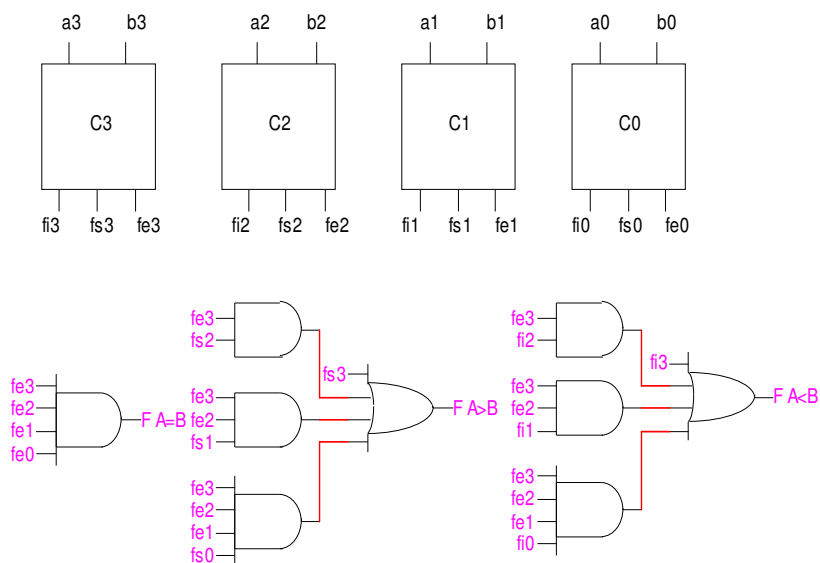 a3 b3 a2 b2 a1 b1 a0 b0
C3 C2 C1 C0
fi3 fs3 fe3 fi2 fs2 fe2 fi1 fs1 fe1 fi0 fs0 fe0
fe3
fe2
fe1
fe0
F A=B
fe3
fs2
fe3
fe2
fs1
fe3
fe2
fe1
fs0
fs3
F A>B
fe3
fi2
fe3
fe2
fi1
fe3
fe2
fe1
fi0
fi3
F A<B